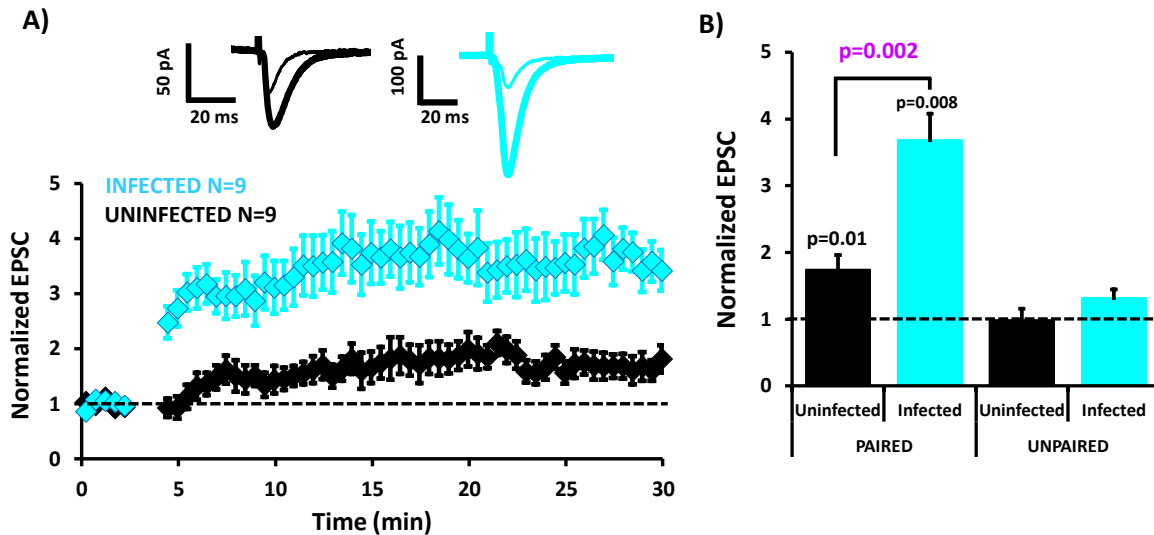 A)
50 pA
20 ms
100 pA
20 ms
INFECTED N=9
UNINFECTED N=9
Normalized EPSC
5
4
3
2
1
0
0
5
10
15
20
25
30
Time (min)
B)
p=0.002
p=0.008
p=0.01
Normalized EPSC
5
4
3
2
1
0
Uninfected
Infected
Uninfected
Infected
PAIRED
UNPAIRED